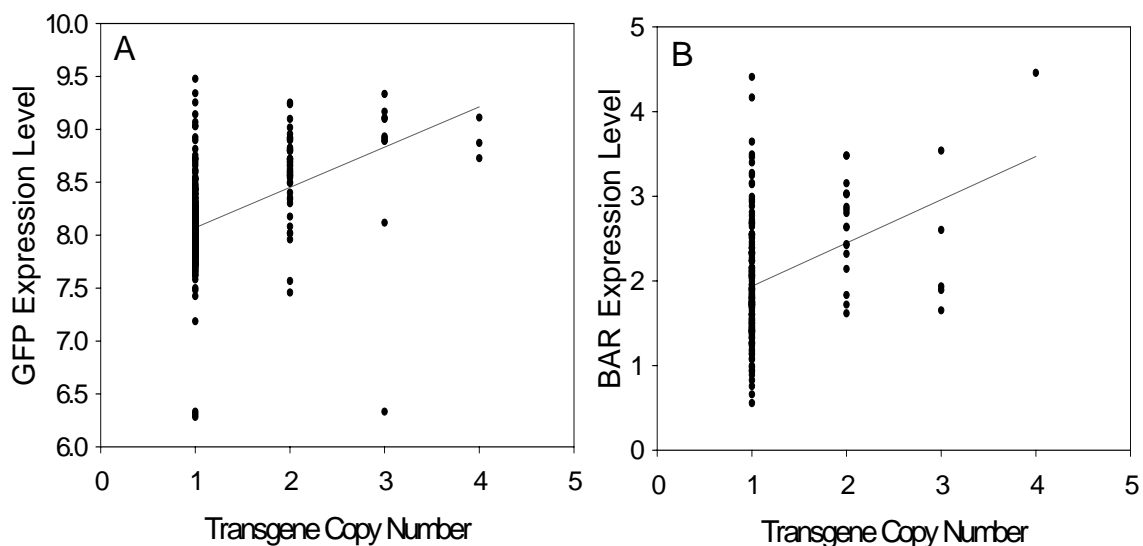 A
GFP Expression Level
10.0
9.5
9.0
8.5
8.0
7.5
7.0
6.5
6.0
0 1 2 3 4 5
Transgene Copy Number
B
BAR Expression Level
5
4
3
2
1
0
0 1 2 3 4 5
Transgene Copy Number